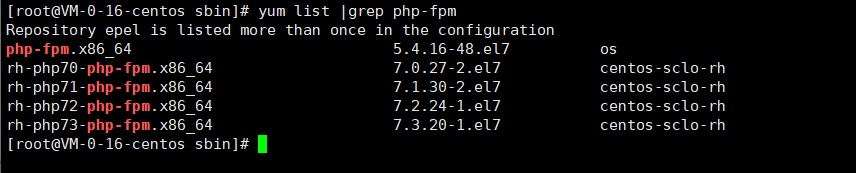 [root@VM-0-16-centos sbin]# yum list |grep php-fpm
Repository epel is listed more than once in the configuration
php-fpm.x86_64 5.4.16-48.el7 os
rh-php70-php-fpm.x86_64 7.0.27-2.el7 centos-sclo-rh
rh-php71-php-fpm.x86_64 7.1.30-2.el7 centos-sclo-rh
rh-php72-php-fpm.x86_64 7.2.24-1.el7 centos-sclo-rh
rh-php73-php-fpm.x86_64 7.3.20-1.el7 centos-sclo-rh
[root@VM-0-16-centos sbin]#